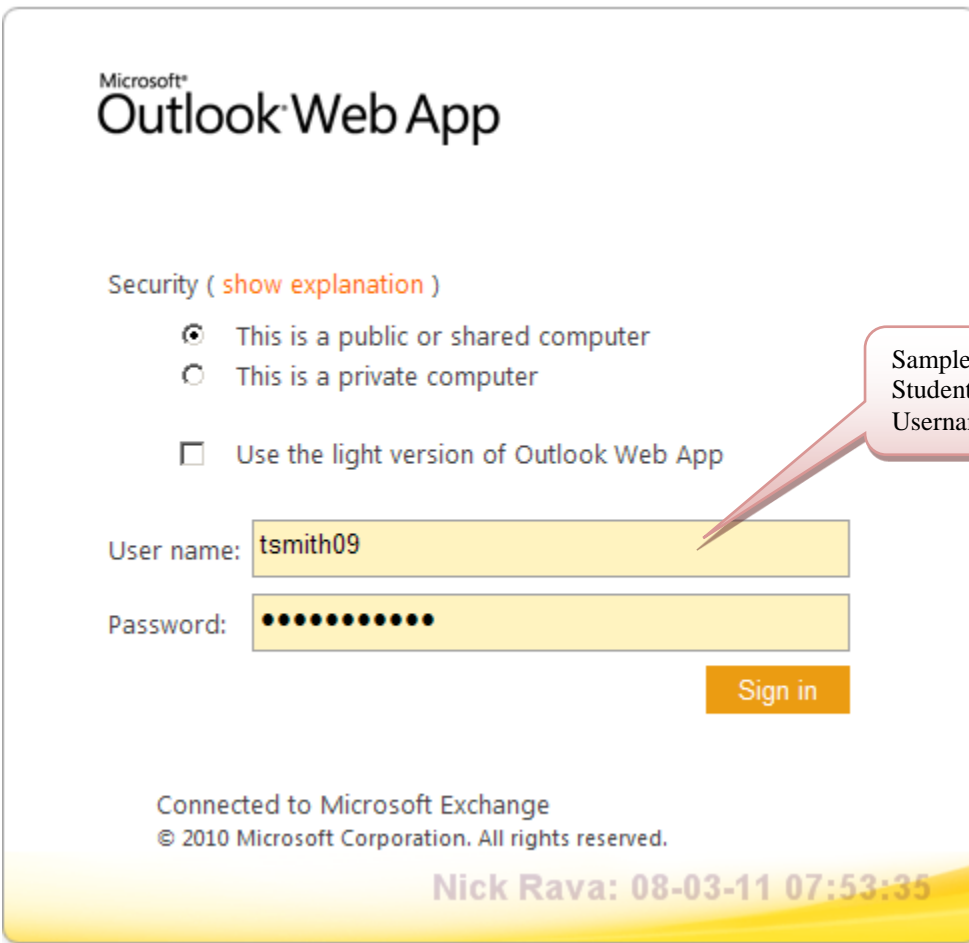 Microsoft®
Outlook Web App
Security ( show explanation )
This is a public or shared computer
This is a private computer
Sample
Student
Use the light version of Outlook Web App
User name: tsmith09
Password: •••••••••••
Sign in
Connected to Microsoft Exchange
© 2010 Microsoft Corporation. All rights reserved.
Nick Rava: 08-03-11 07:53:35